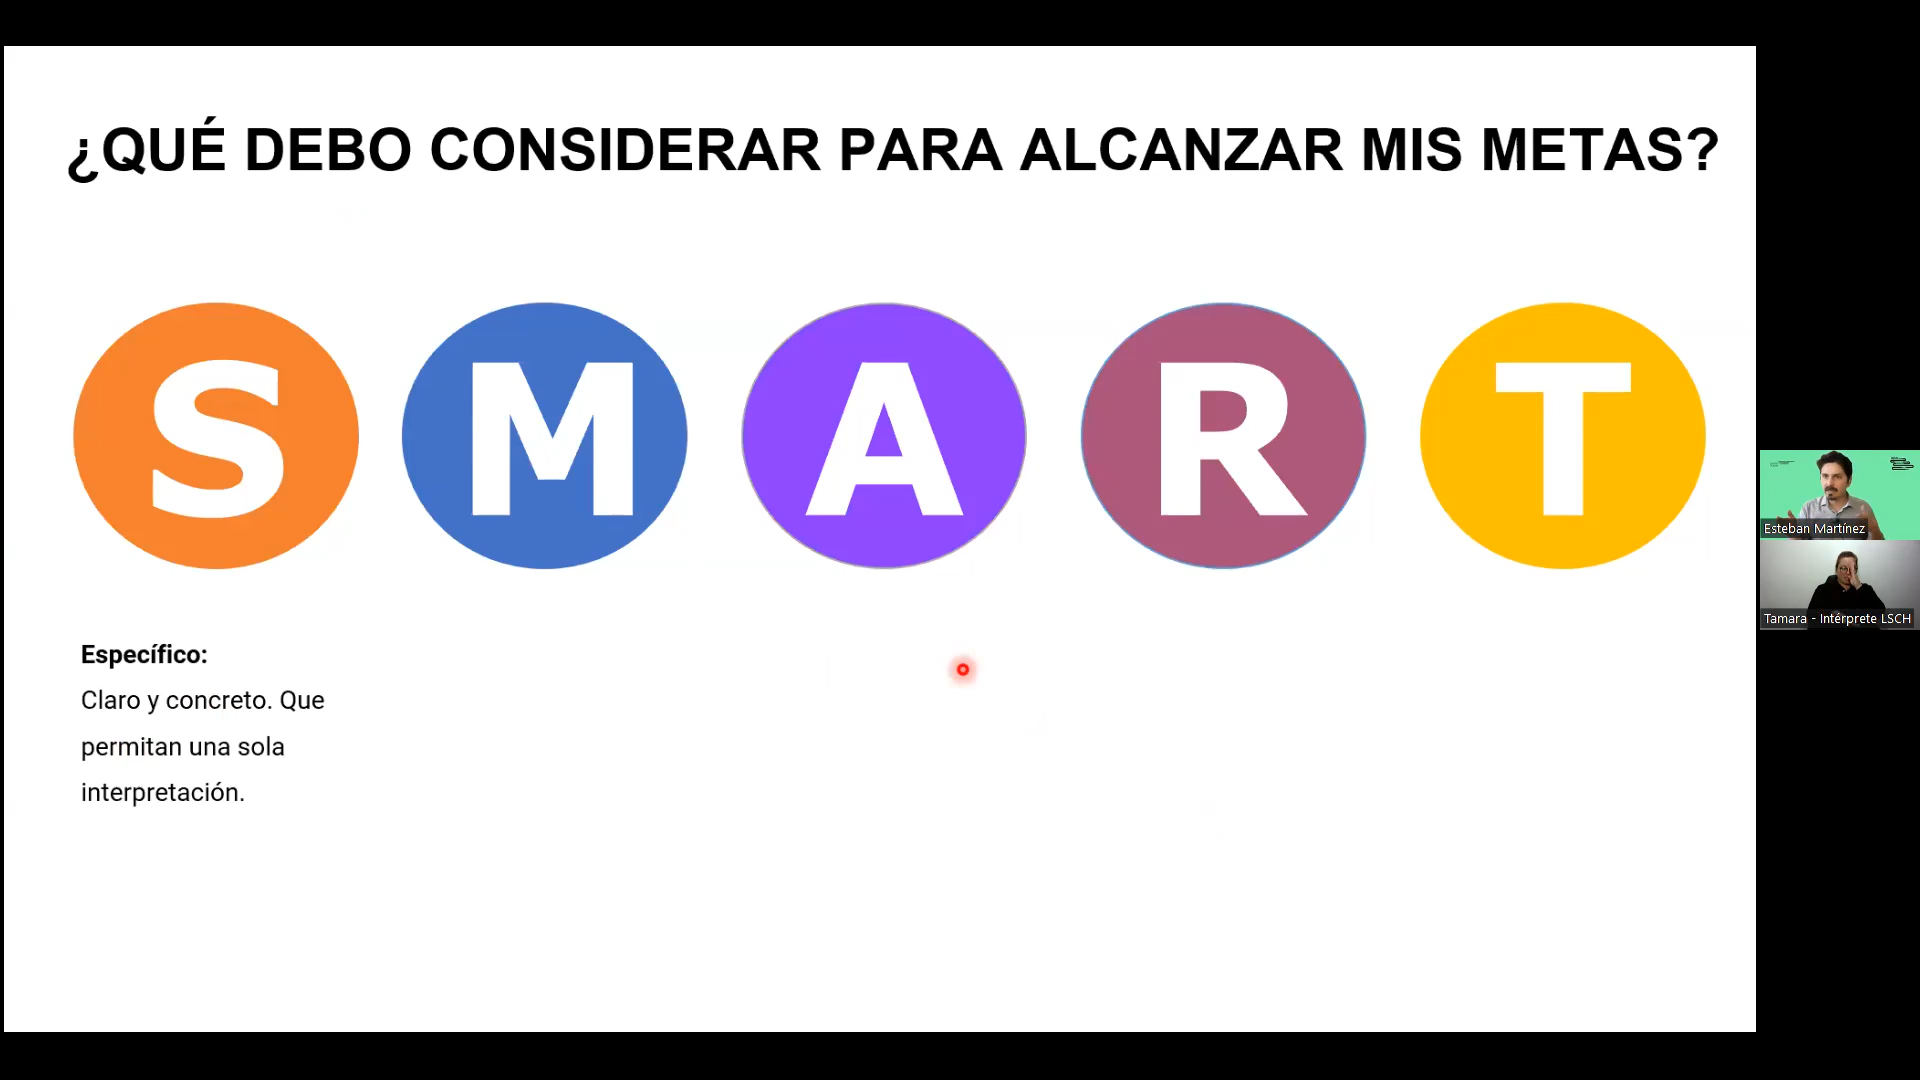 ¿QUÉ DEBO CONSIDERAR PARA ALCANZAR MIS METAS?
S M A R T
Específico:
Claro y concreto. Que
permitan una sola
interpretación.
Esteban Martínez
Tamara - Intérprete LSCH